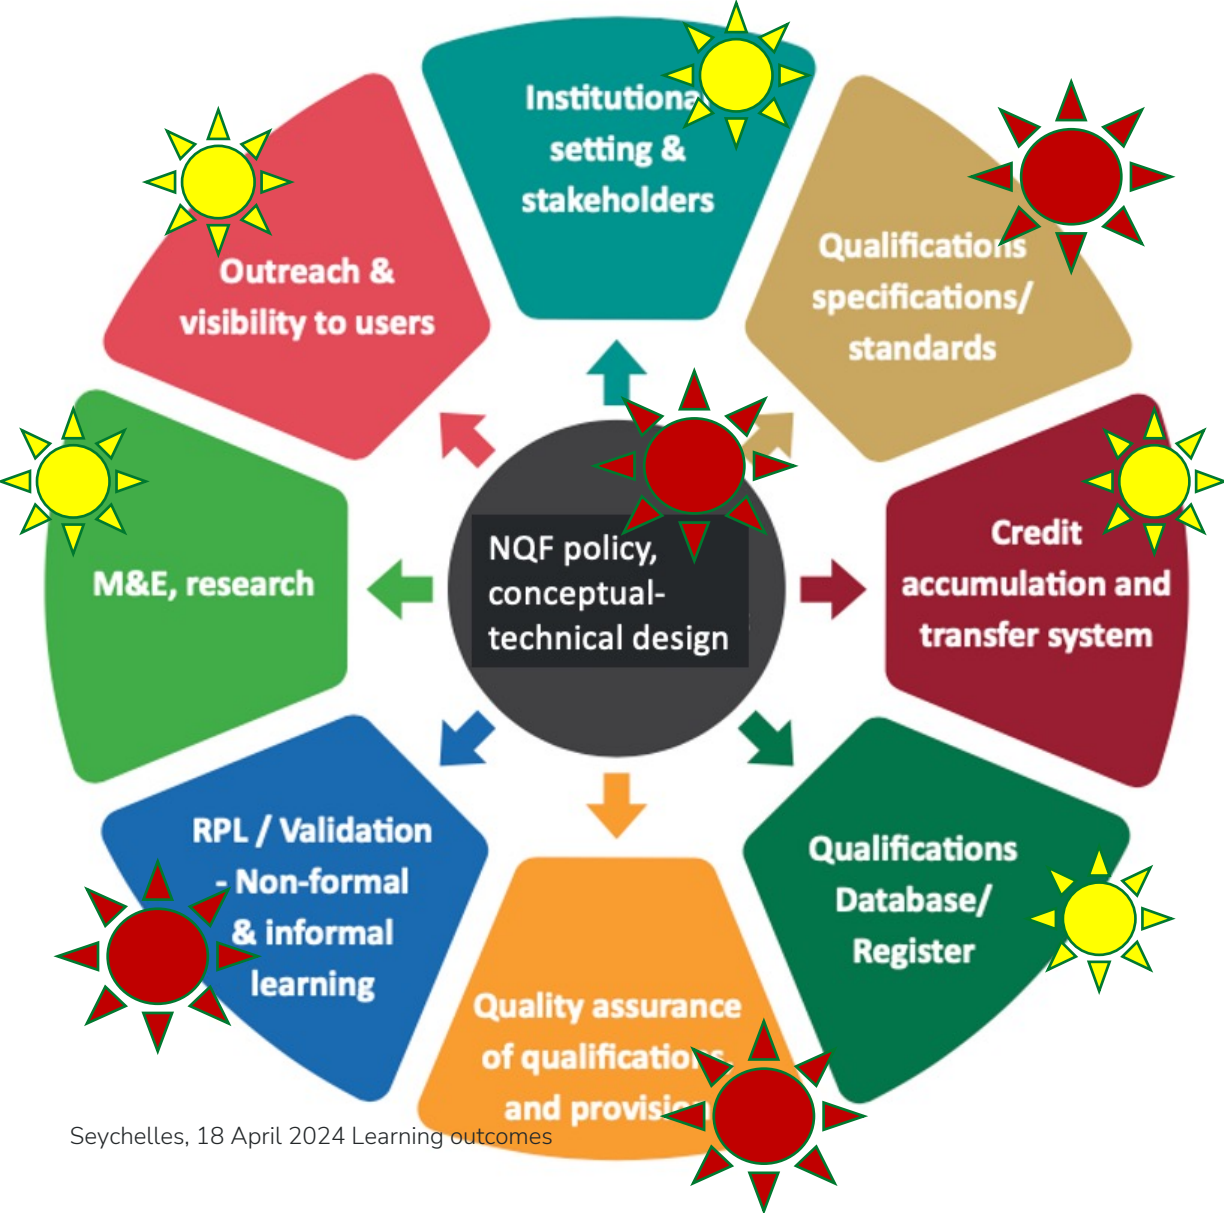 Institutiona
setting &
stakeholders
Qualifications
specifications/
standards
Credit
accumulation and
transfer system
Qualifications
Database/
Register
Quality assurance
of qualifications
and provision
RPL / Validation
- Non-formal
& informal
learning
M&E, research
Outreach &
visibility to users
NQF policy,
conceptual-
technical design
Seychelles, 18 April 2024 Learning outcomes